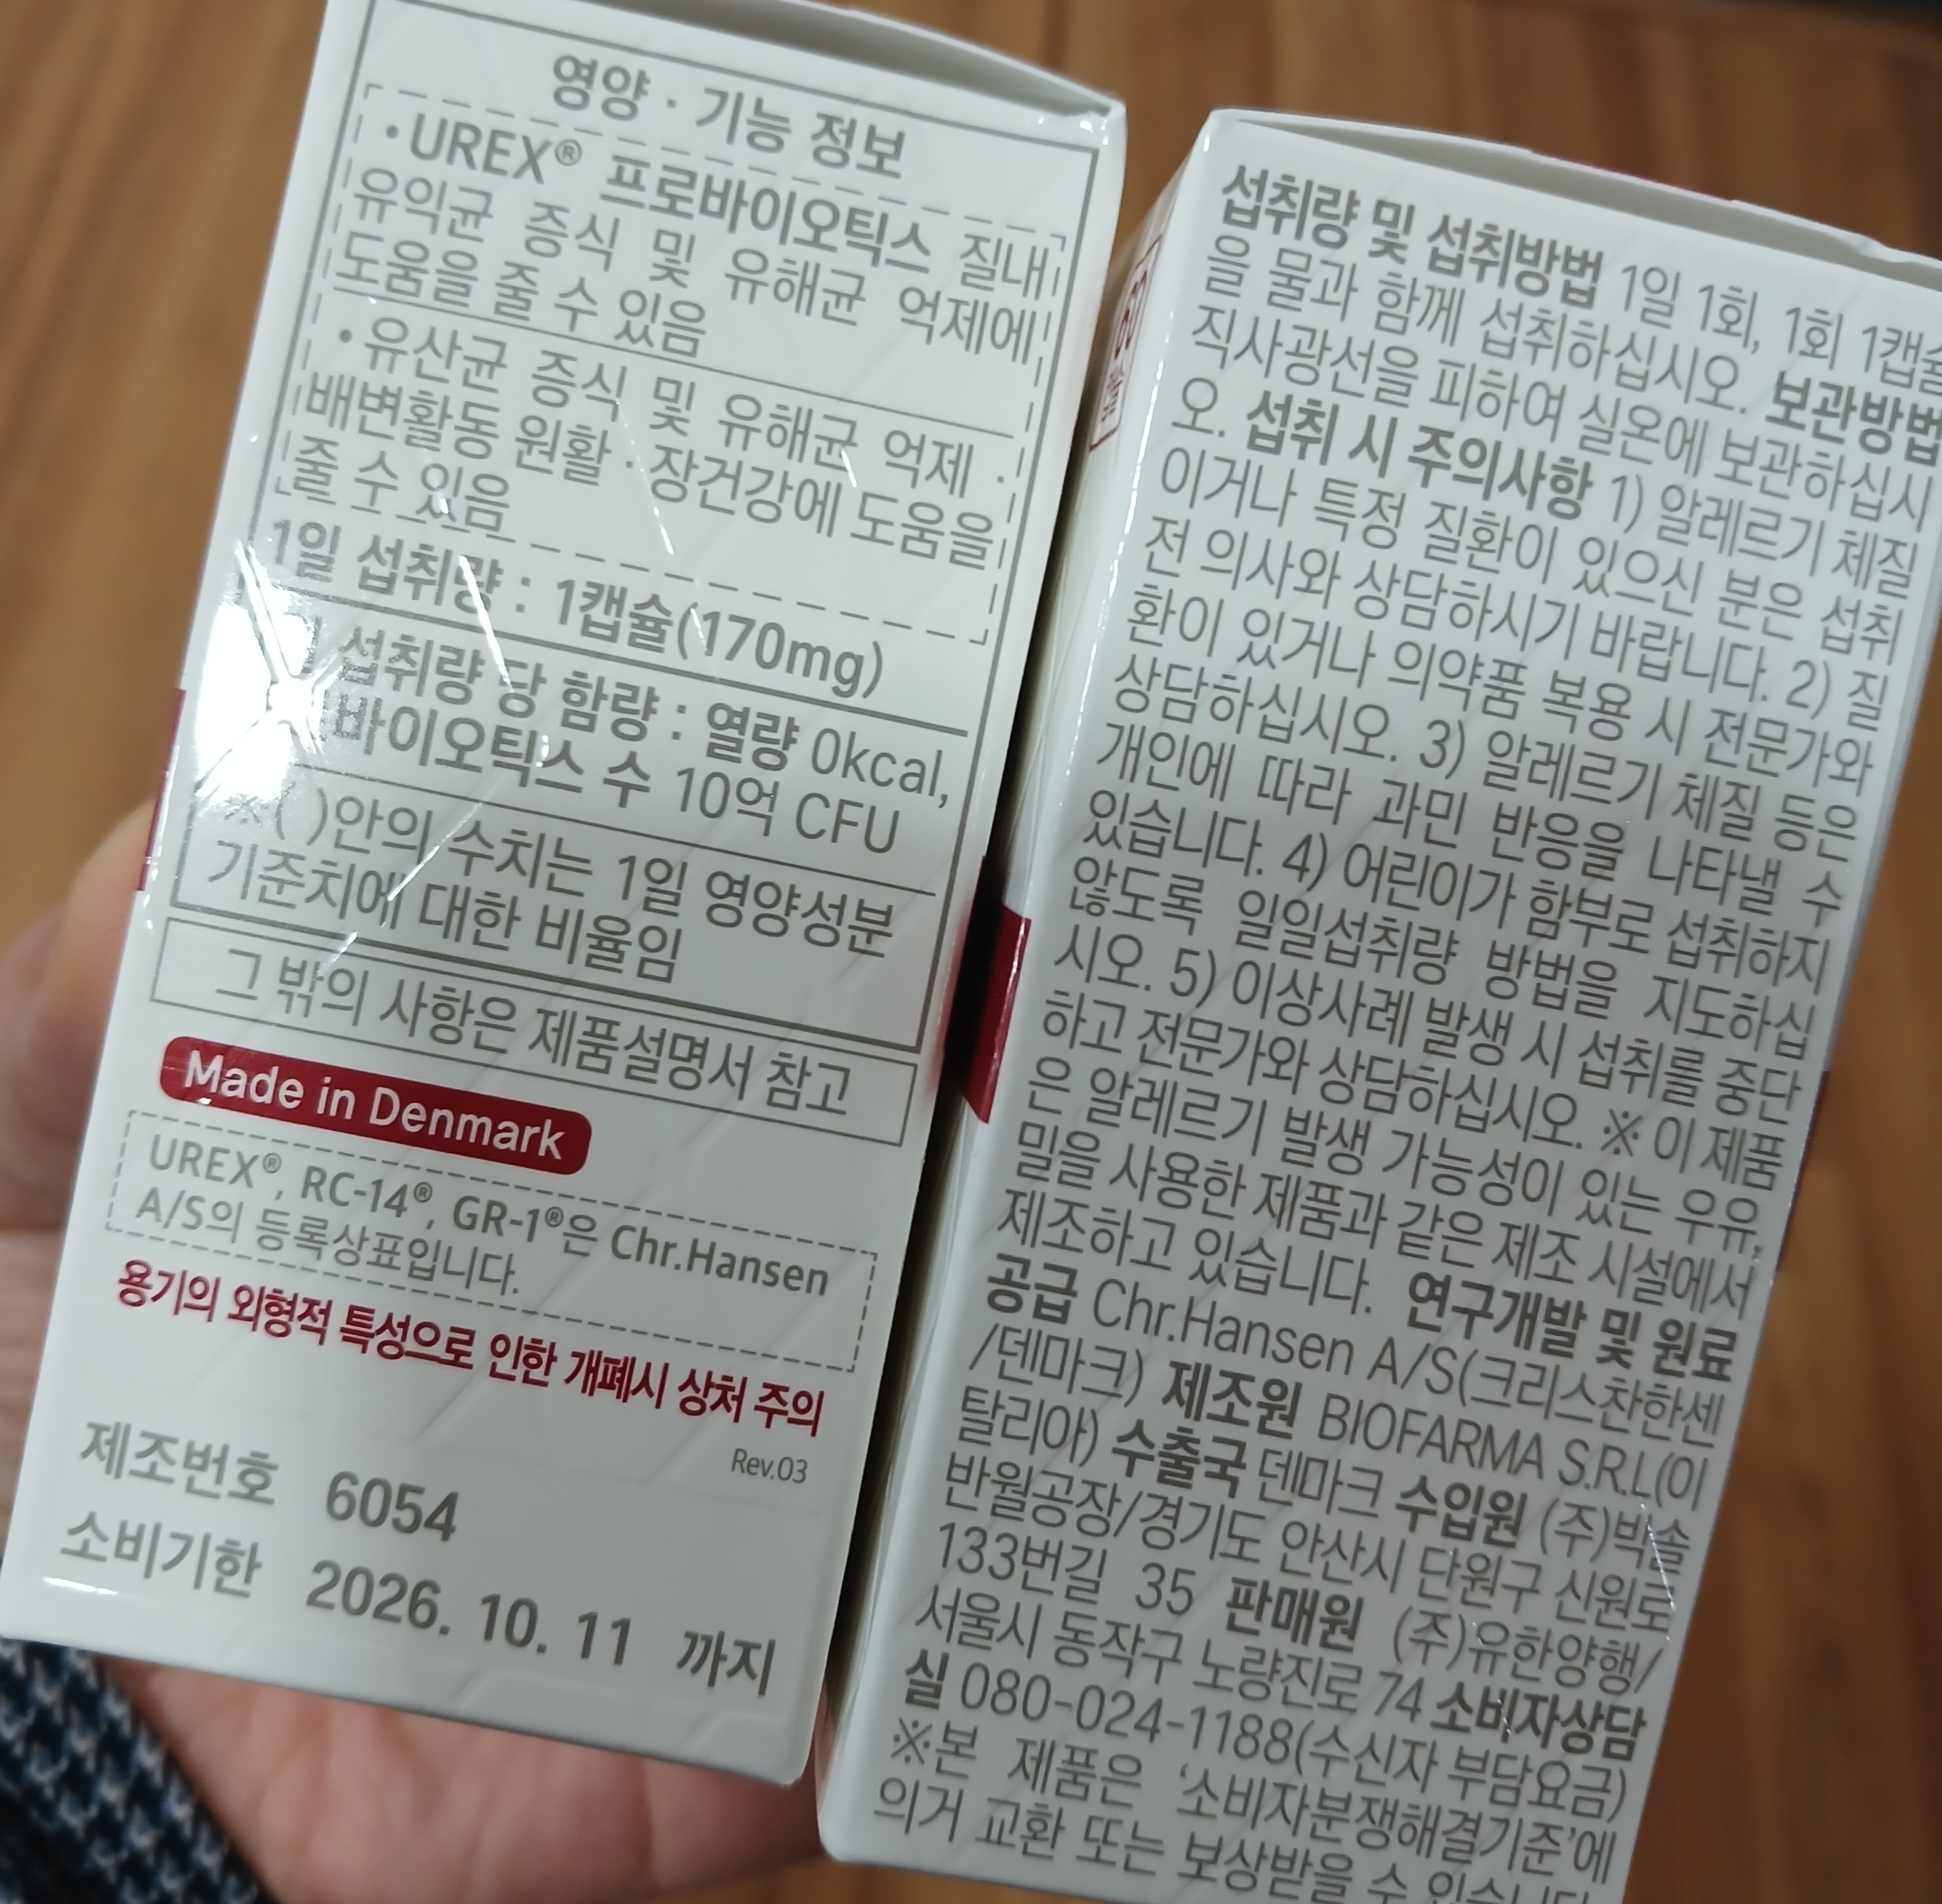 영양 · 기능 정보
• UREX® 프로바이오틱스 질내
유익균 증식 및 유해균 억제에
도움을 줄 수 있음
• 유산균 증식 및 유해균 억제 ·
배변활동 원활 · 장건강에 도움을
줄 수 있음
1일 섭취량 : 1캡슐(170mg)
섭취량 당 함량 : 열량 0kcal,
바이오틱스 수 10억 CFU
※( )안의 수치는 1일 영양성분
기준치에 대한 비율임
그 밖의 사항은 제품설명서 참고
Made in Denmark
UREX®, RC-14®, GR-1®은 Chr.Hansen
A/S의 등록상표입니다.
용기의 외형적 특성으로 인한 개폐시 상처 주의
Rev.03
제조번호 6054
소비기한 2026. 10. 11 까지
섭취량 및 섭취방법 1일 1회, 1회 1캡슐
을 물과 함께 섭취하십시오. 보관방법
직사광선을 피하여 실온에 보관하십시
오. 섭취 시 주의사항 1) 알레르기 체질
이거나 특정 질환이 있으신 분은 섭취
전 의사와 상담하시기 바랍니다. 2) 질
환이 있거나 의약품 복용 시 전문가와
상담하십시오. 3) 알레르기 체질 등은
개인에 따라 과민 반응을 나타낼 수
있습니다. 4) 어린이가 함부로 섭취하지
않도록 일일섭취량 방법을 지도하십
시오. 5) 이상사례 발생 시 섭취를 중단
하고 전문가와 상담하십시오. ※ 이 제품
은 알레르기 발생 가능성이 있는 우유,
밀을 사용한 제품과 같은 제조 시설에서
제조하고 있습니다. 연구개발 및 원료
공급 Chr.Hansen A/S(크리스찬한센
/덴마크) 제조원 BIOFARMA S.R.L(이
탈리아) 수출국 덴마크 수입원 (주)빅솔
반월공장/경기도 안산시 단원구 신원로
133번길 35 판매원 (주)유한양행/
서울시 동작구 노량진로 74 소비자상담
실 080-024-1188(수신자 부담요금)
※본 제품은 '소비자분쟁해결기준'에
의거 교환 또는 보상받을 수